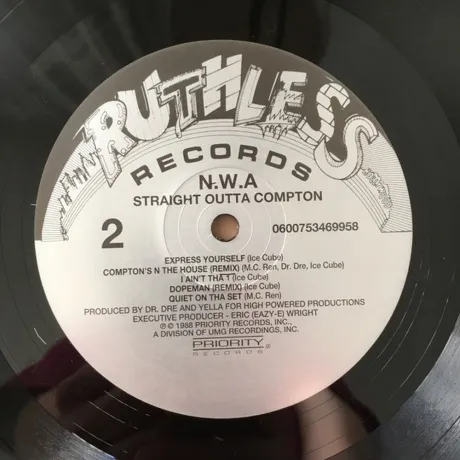 RUTHLESS
RECORDS
N.W.A
STRAIGHT OUTTA COMPTON
2
0600753469958
EXPRESS YOURSELF (Ice Cube)
COMPTON'S N THE HOUSE (REMIX) (M.C. Ren, Dr. Dre, Ice Cube)
I AIN'T THA 1 (Ice Cube)
DOPEMAN (REMIX) (Ice Cube)
QUIET ON THA SET (M.C. Ren)
PRODUCED BY DR. DRE AND YELLA FOR HIGH POWERED PRODUCTIONS
EXECUTIVE PRODUCER - ERIC (EAZY-E) WRIGHT
℗ © 1988 PRIORITY RECORDS, INC.,
A DIVISION OF UMG RECORDINGS, INC.
PRIORITY
RECORDS